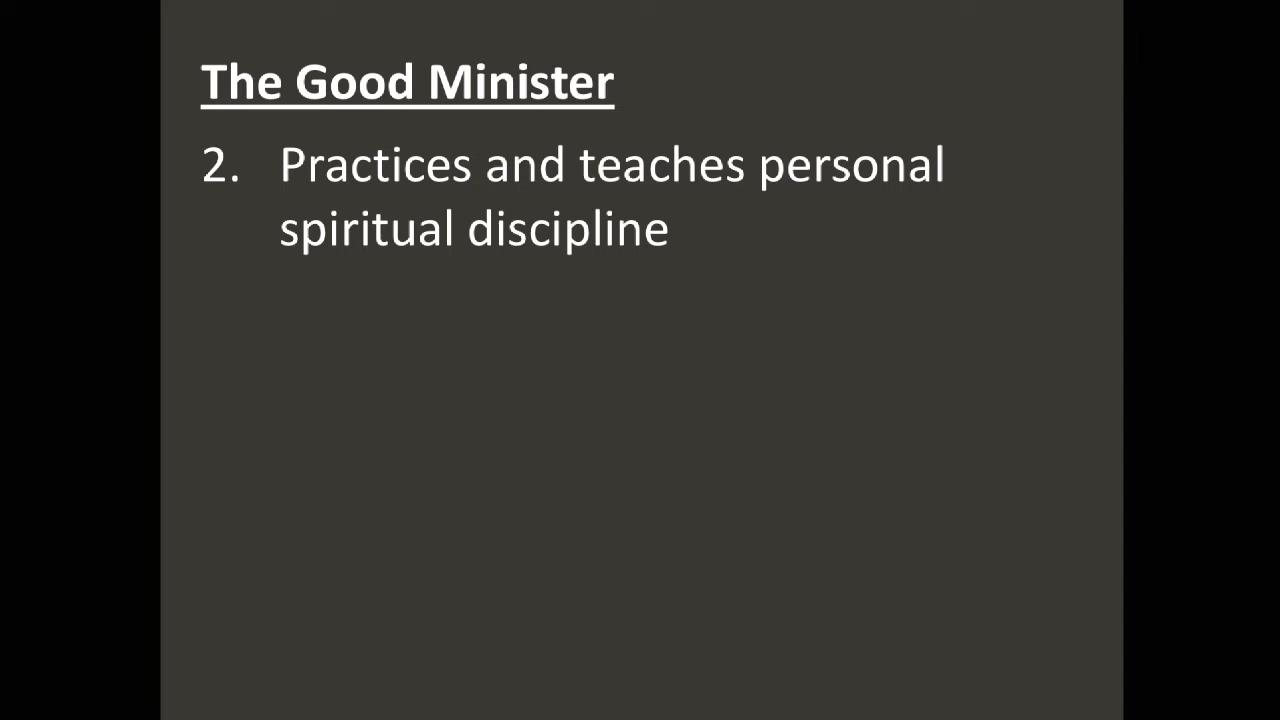 The Good Minister
2. Practices and teaches personal
spiritual discipline